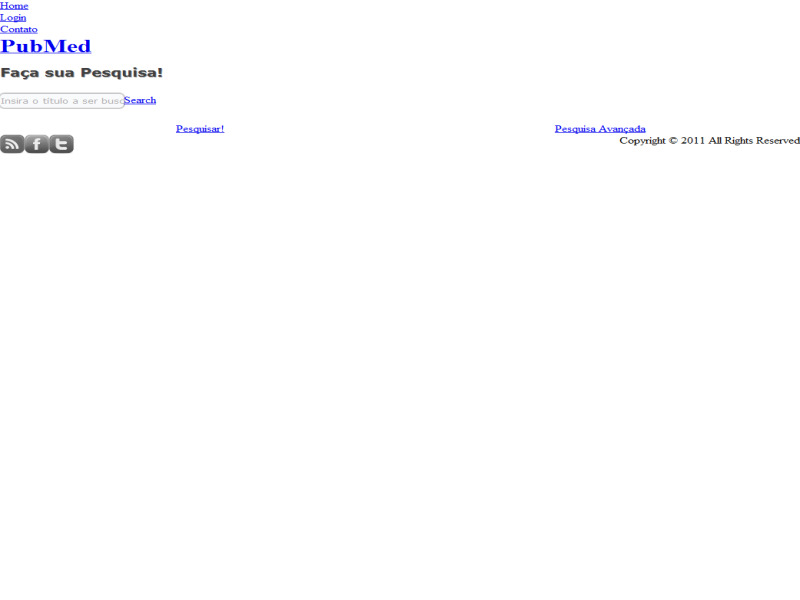 Home
Login
Contato
PubMed
Faça sua Pesquisa!
Insira o título a ser busc Search
Pesquisar! Pesquisa Avançada
Copyright © 2011 All Rights Reserved